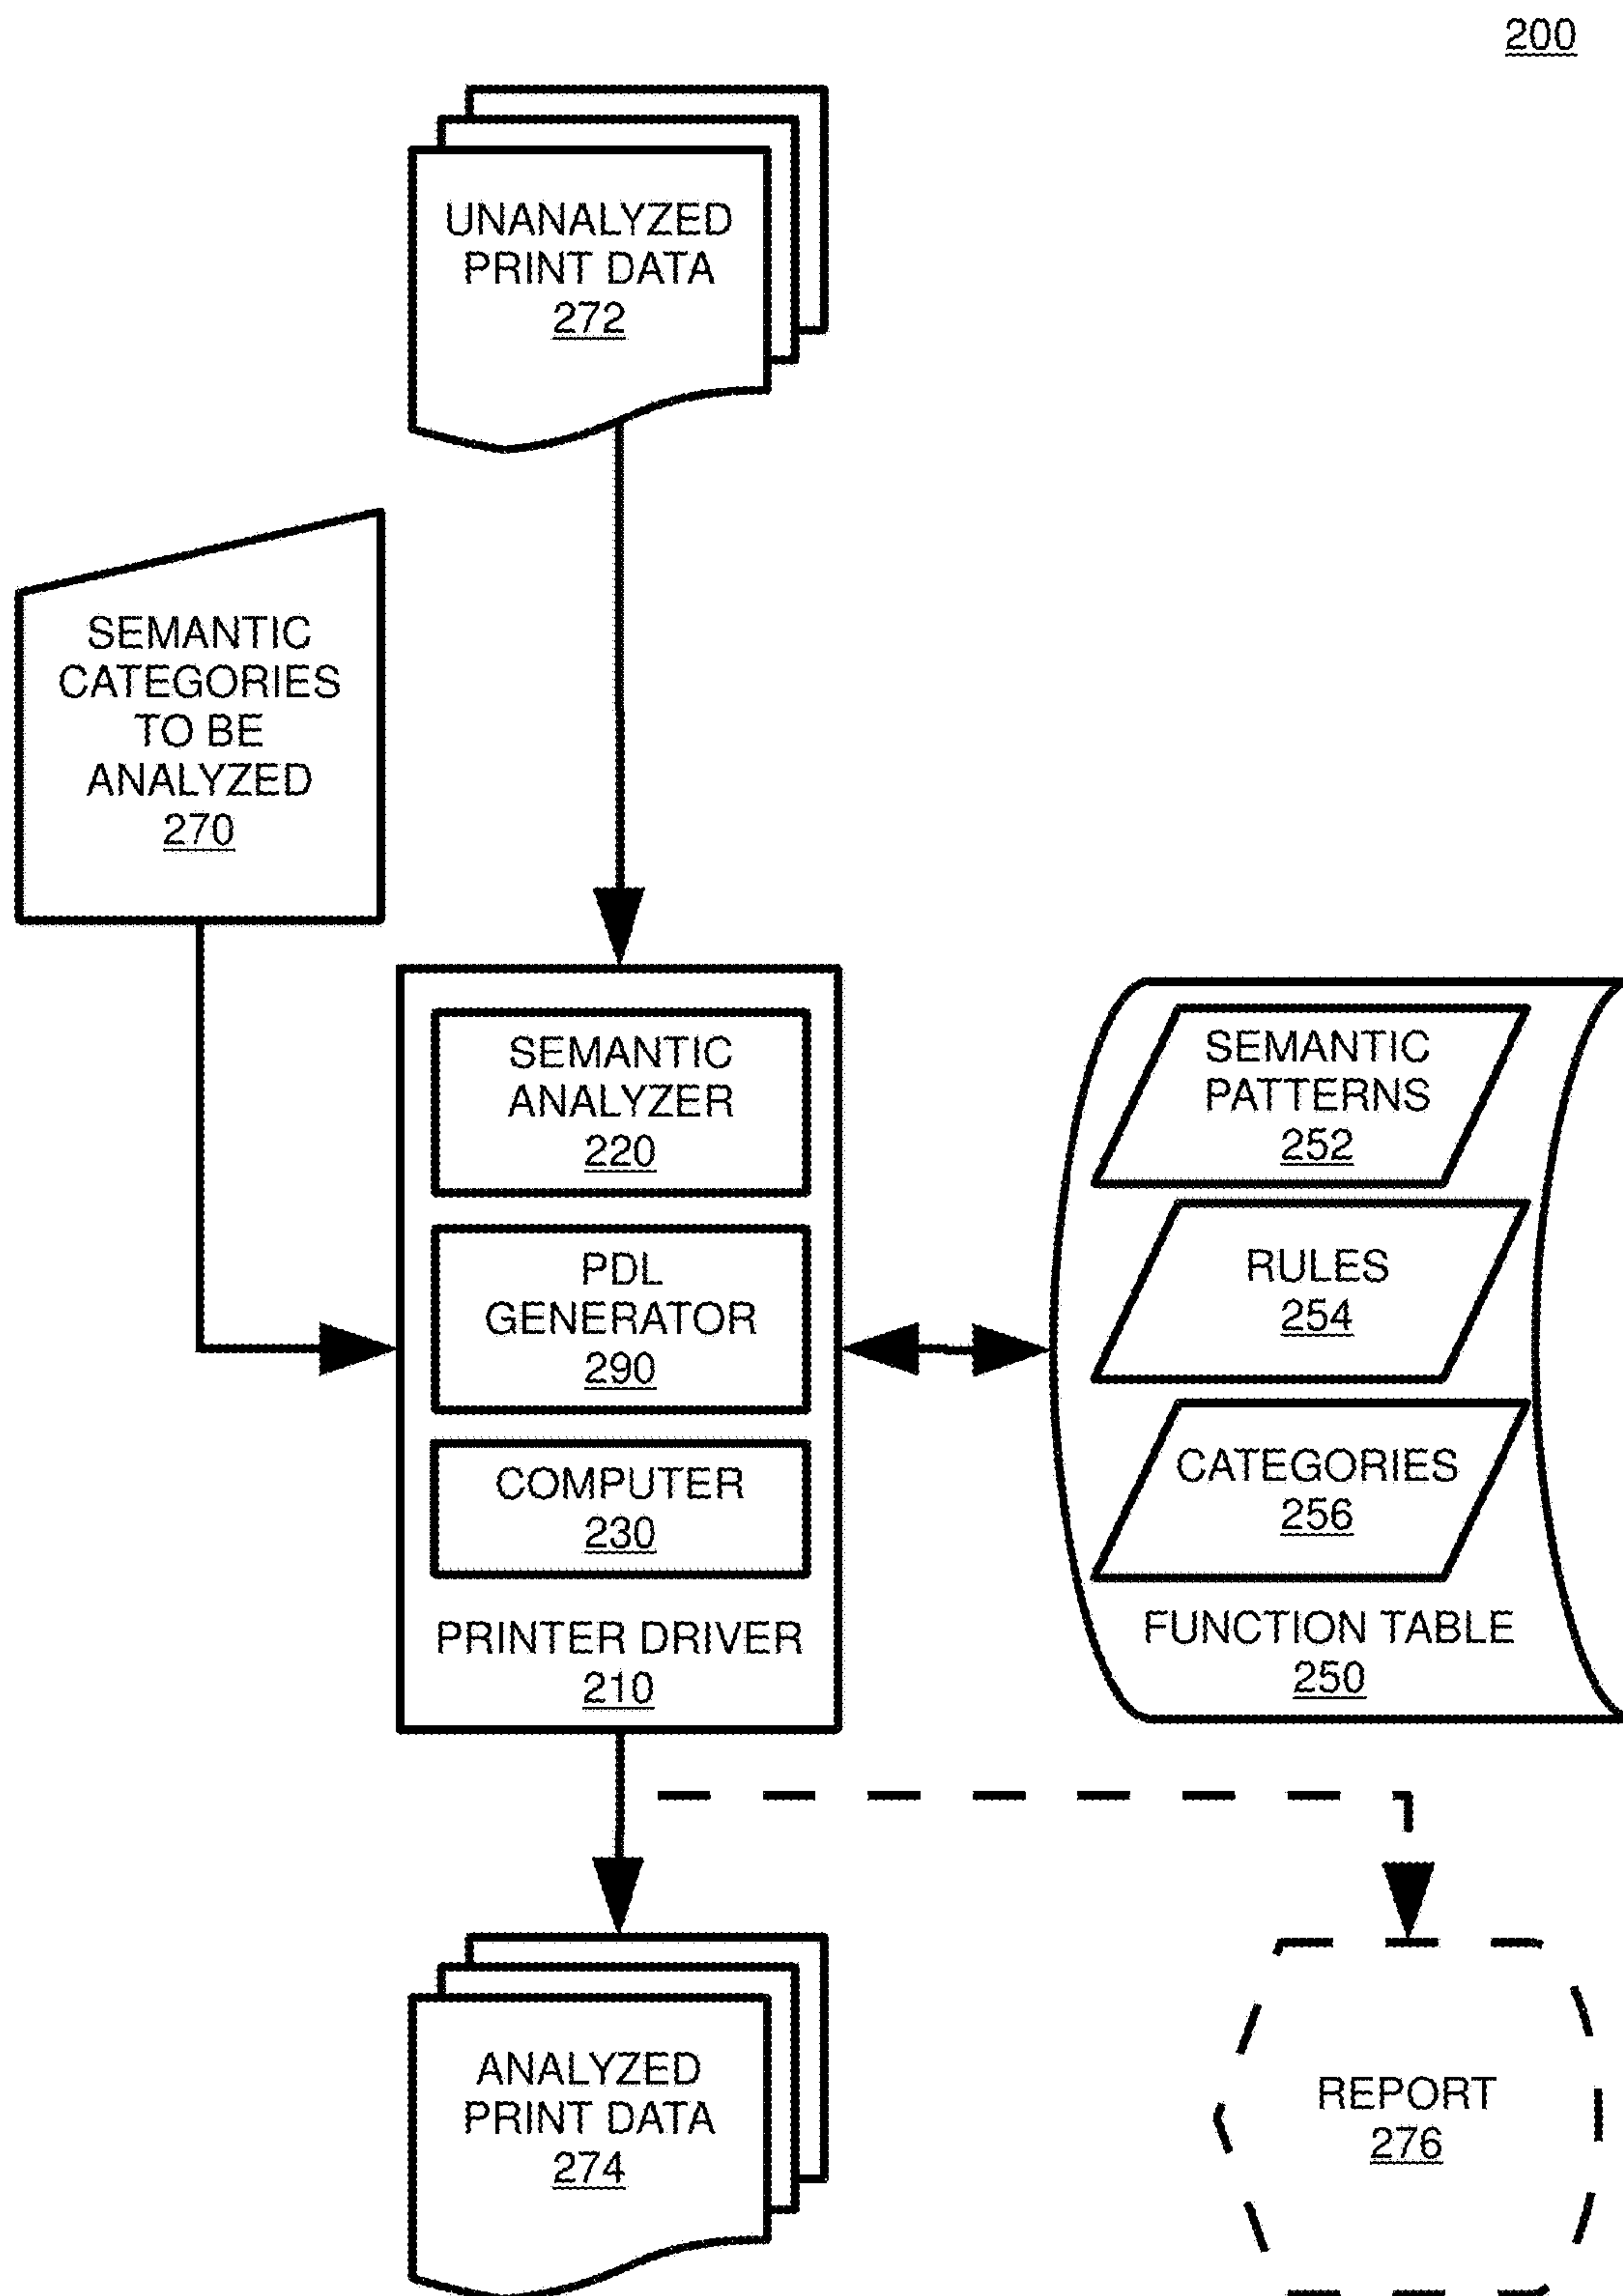 200
UNANALYZED
PRINT DATA
272
SEMANTIC
CATEGORIES
TO BE
ANALYZED
270
SEMANTIC
ANALYZER
220
PDL
GENERATOR
290
COMPUTER
230
PRINTER DRIVER
210
SEMANTIC
PATTERNS
252
RULES
254
CATEGORIES
256
FUNCTION TABLE
250
ANALYZED
PRINT DATA
274
REPORT
276